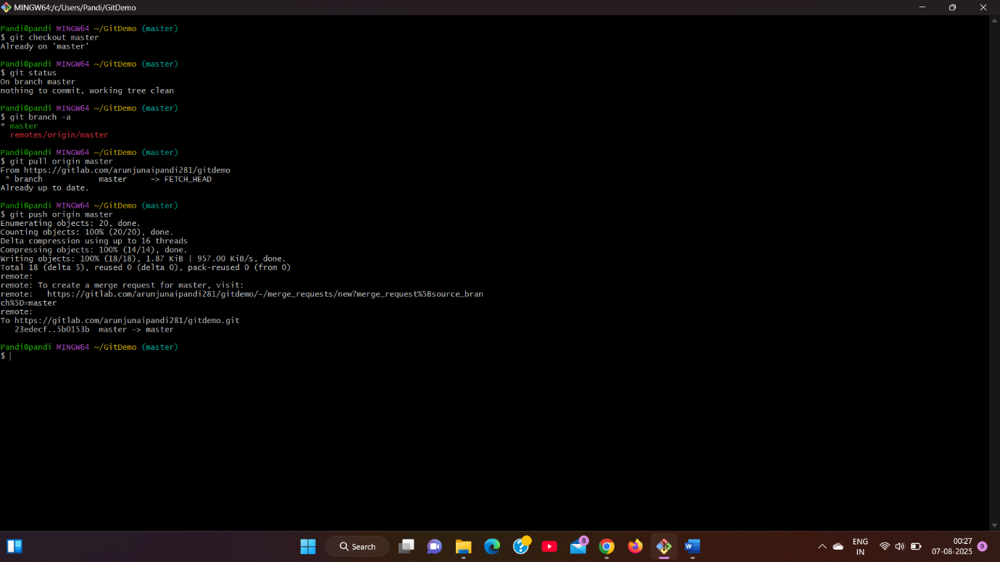 MINGW64:/c/Users/Pandi/GitDemo
Pandi@pandi MINGW64 ~/GitDemo (master)
$ git checkout master
Already on 'master'
Pandi@pandi MINGW64 ~/GitDemo (master)
$ git status
On branch master
nothing to commit, working tree clean
Pandi@pandi MINGW64 ~/GitDemo (master)
$ git branch -a
* master
  remotes/origin/master
Pandi@pandi MINGW64 ~/GitDemo (master)
$ git pull origin master
From https://gitlab.com/arunjunaipandi281/gitdemo
 * branch            master     -> FETCH_HEAD
Already up to date.
Pandi@pandi MINGW64 ~/GitDemo (master)
$ git push origin master
Enumerating objects: 20, done.
Counting objects: 100% (20/20), done.
Delta compression using up to 16 threads
Compressing objects: 100% (14/14), done.
Writing objects: 100% (18/18), 1.87 KiB | 957.00 KiB/s, done.
Total 18 (delta 5), reused 0 (delta 0), pack-reused 0 (from 0)
remote:
remote: To create a merge request for master, visit:
remote:   https://gitlab.com/arunjunaipandi281/gitdemo/-/merge_requests/new?merge_request%5Bsource_bran
ch%5D=master
remote:
To https://gitlab.com/arunjunaipandi281/gitdemo.git
   23edecf..5b0153b  master -> master
Pandi@pandi MINGW64 ~/GitDemo (master)
$
Search
8
W
ENG
IN
00:27
07-08-2025
9